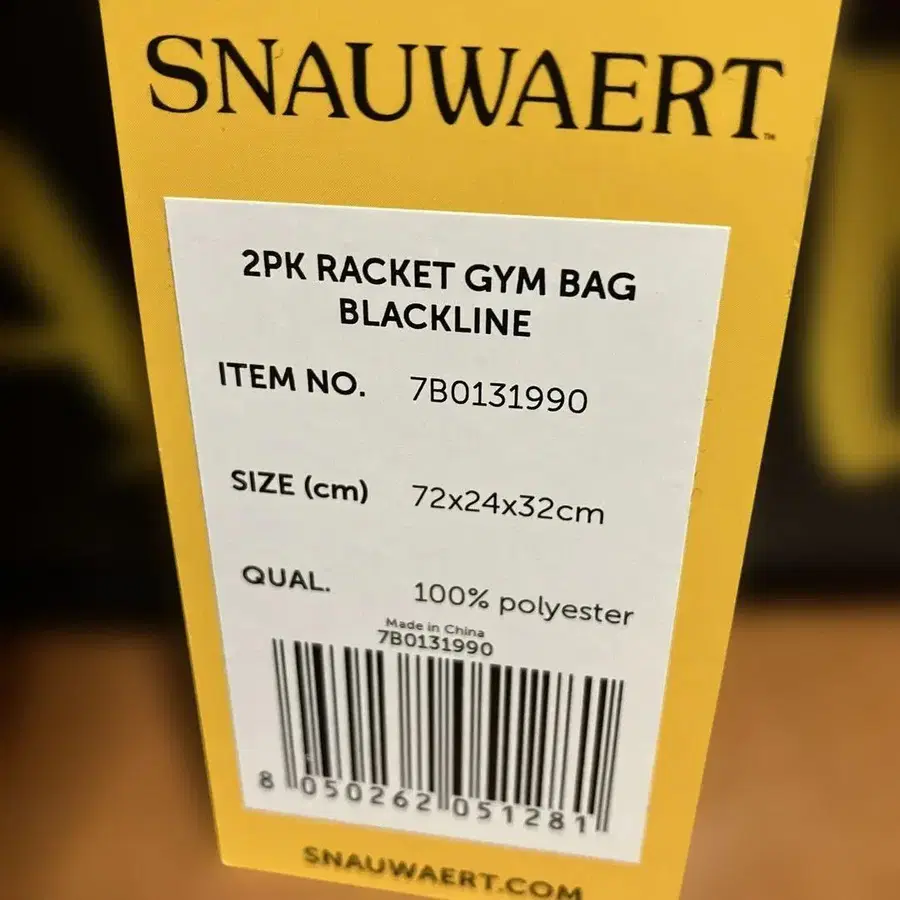 SNAUWAERT™
2PK RACKET GYM BAG
BLACKLINE
ITEM NO. 7B0131990
SIZE (cm) 72x24x32cm
QUAL. 100% polyester
Made in China
7B0131990
8 050262 051281
SNAUWAERT.COM